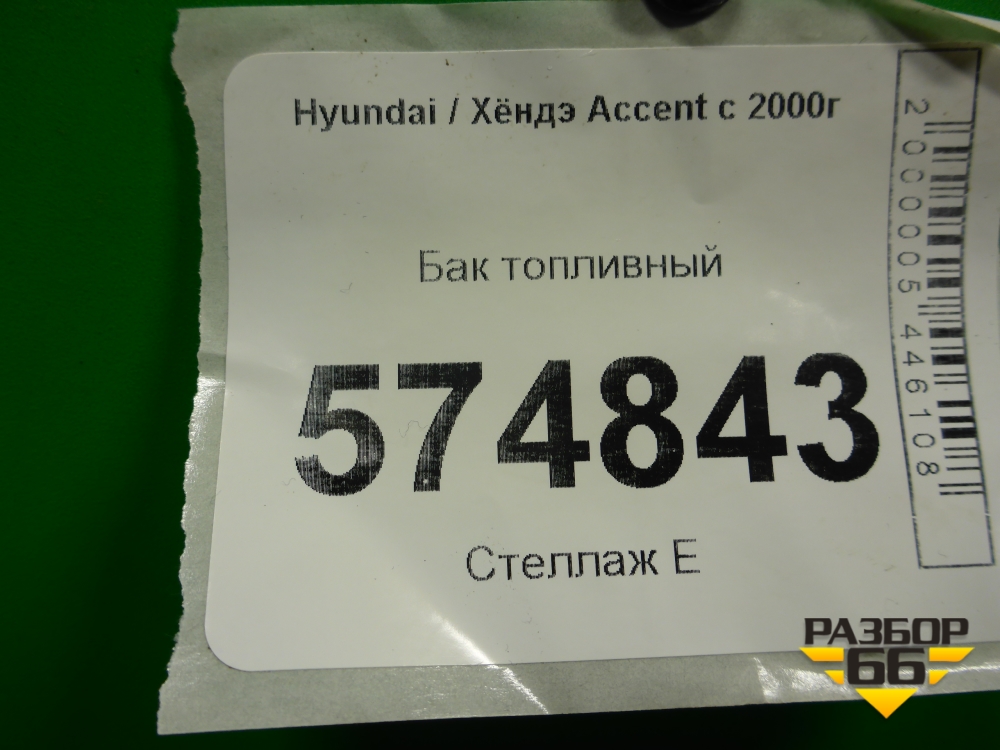 Hyundai / Хёндэ Accent с 2000г
Бак топливный
574843
Стеллаж Е
2000005446108
РАЗБОР
66